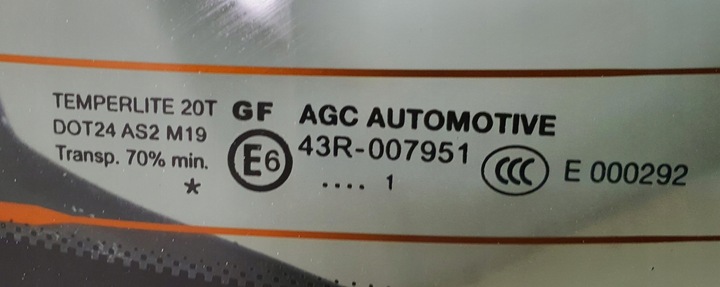 TEMPERLITE 20T GF AGC AUTOMOTIVE
DOT24 AS2 M19 E6 43R-007951 CCC E 000292
Transp. 70% min. .... 1
*